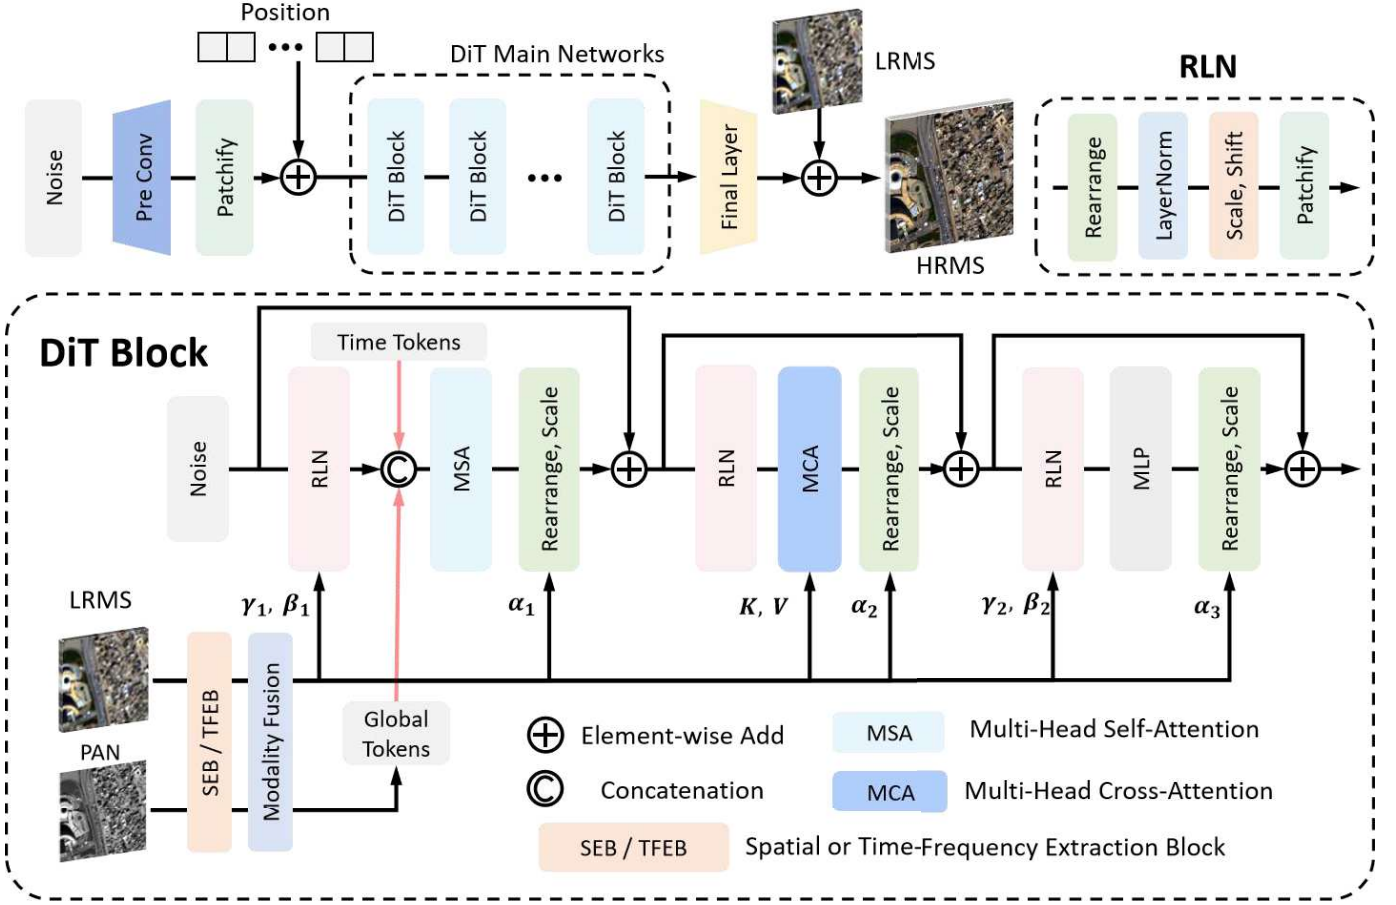 Position
DiT Main Networks
LRMS
RLN
Noise
Pre Conv
Patchify
DiT Block
DiT Block
DiT Block
Final Layer
HRMS
Rearrange
LayerNorm
Scale, Shift
Patchify
DiT Block
Time Tokens
Noise
RLN
MSA
Rearrange, Scale
RLN
MCA
Rearrange, Scale
RLN
MLP
Rearrange, Scale
γ₁, β₁
α₁
K, V
α₂
γ₂, β₂
α₃
LRMS
PAN
SEB / TFEB
Modality Fusion
Global
Tokens
Element-wise Add
MSA
Multi-Head Self-Attention
C
Concatenation
MCA
Multi-Head Cross-Attention
SEB / TFEB
Spatial or Time-Frequency Extraction Block
C